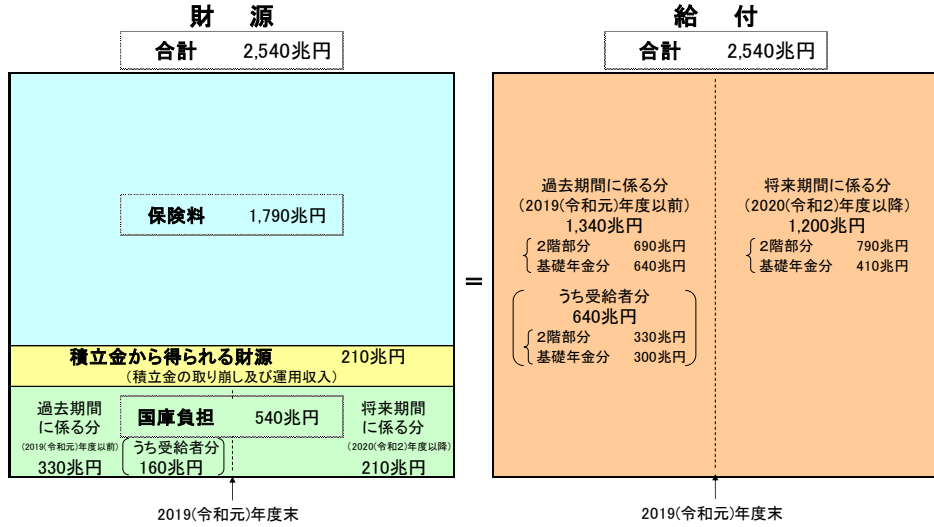 財　源
合計　2,540兆円
保険料　1,790兆円
積立金から得られる財源　210兆円
(積立金の取り崩し及び運用収入)
国庫負担　540兆円
過去期間
に係る分
(2019(令和元)年度以前)
330兆円
うち受給者分
160兆円
将来期間
に係る分
(2020(令和2)年度以降)
210兆円
2019(令和元)年度末
=
給　付
合計　2,540兆円
過去期間に係る分
(2019(令和元)年度以前)
1,340兆円
2階部分　690兆円
基礎年金分　640兆円
うち受給者分
640兆円
2階部分　330兆円
基礎年金分　300兆円
将来期間に係る分
(2020(令和2)年度以降)
1,200兆円
2階部分　790兆円
基礎年金分　410兆円
2019(令和元)年度末